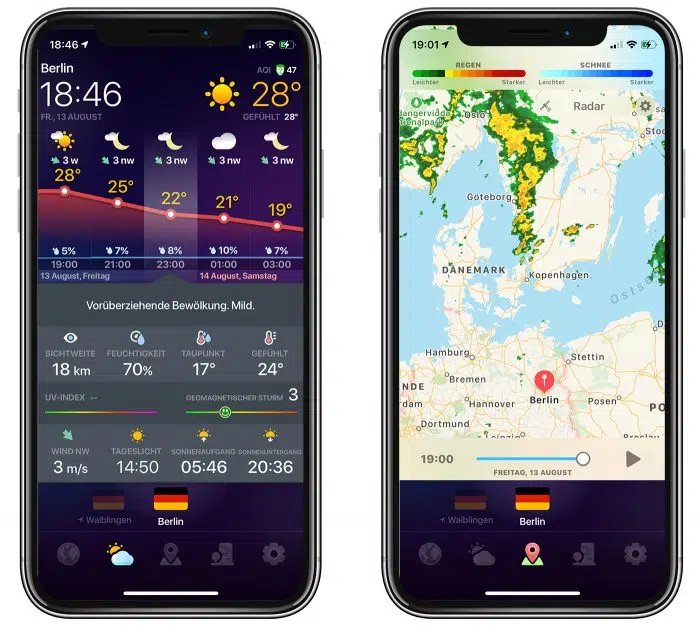 18:46
Berlin
AQI 47
18:46
28°
FR., 13 AUGUST
GEFÜHLT 28°
3 w
3 nw
3 nw
3 nw
3 nw
28°
25°
22°
21°
19°
5%
7%
8%
10%
7%
19:00
21:00
23:00
01:00
03:00
13 August, Freitag
14 August, Samstag
Vorüberziehende Bewölkung. Mild.
SICHTWEITE
FEUCHTIGKEIT
TAUPUNKT
GEFÜHLT
18 km
70%
17°
24°
UV-INDEX --
GEOMAGNETISCHER STURM 3
WIND NW
TAGESLICHT
SONNENAUFGANG
SONNENUNTERGANG
3 m/s
14:50
05:46
20:36
Waiblingen
Berlin
19:01
REGEN
SCHNEE
Leichter
Starker
Leichter
Starker
Radar
Oslo
Göteborg
DÄNEMARK
Kopenhagen
Hamburg
Stettin
Bremen
Berlin
Hannover
Posen
Dortmund
19:00
FREITAG, 13 AUGUST
Waiblingen
Berlin